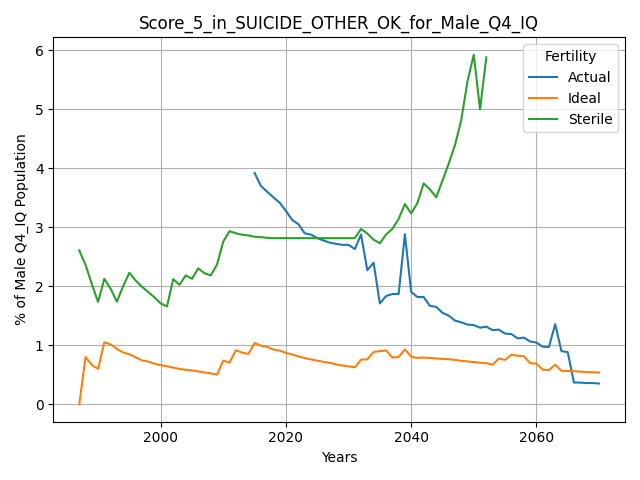 Score_5_in_SUICIDE_OTHER_OK_for_Male_Q4_IQ
% of Male Q4_IQ Population
6
5
4
3
2
1
0
Fertility
Actual
Ideal
Sterile
2000
2020
2040
2060
Years